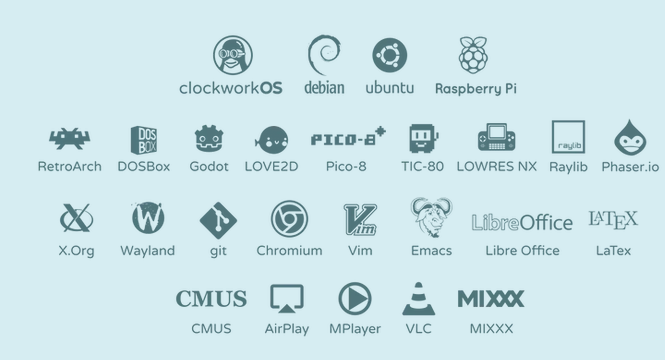 clockworkOS debian ubuntu Raspberry Pi
DOS BOX PICO-8 raylib
RetroArch DOSBox Godot LOVE2D Pico-8 TIC-80 LOWRES NX Raylib Phaser.io
X W Vim LibreOffice LATEX
X.Org Wayland git Chromium Vim Emacs Libre Office LaTex
CMUS MIXXX
CMUS AirPlay MPlayer VLC MIXXX